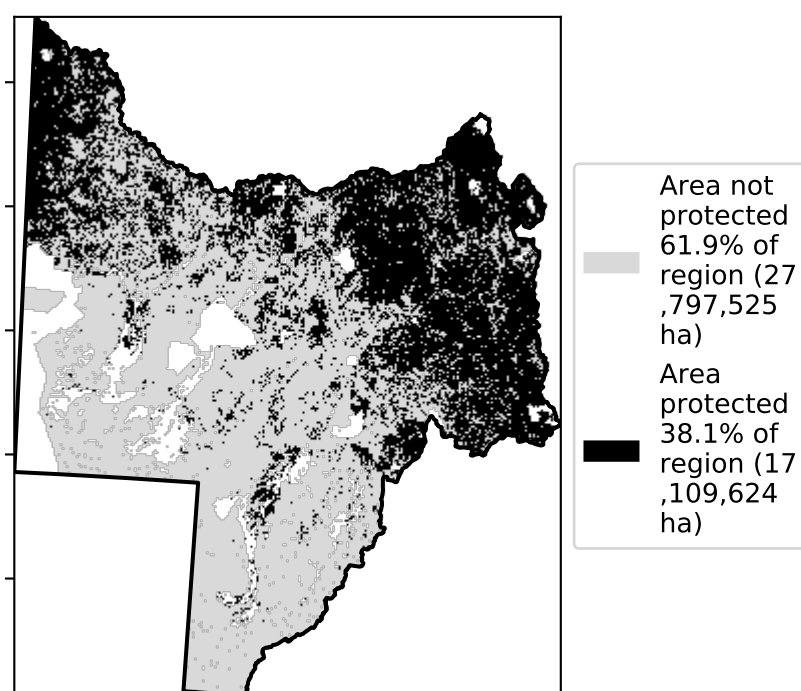 Area not
protected
61.9% of
region (27
,797,525
ha)
Area
protected
38.1% of
region (17
,109,624
ha)